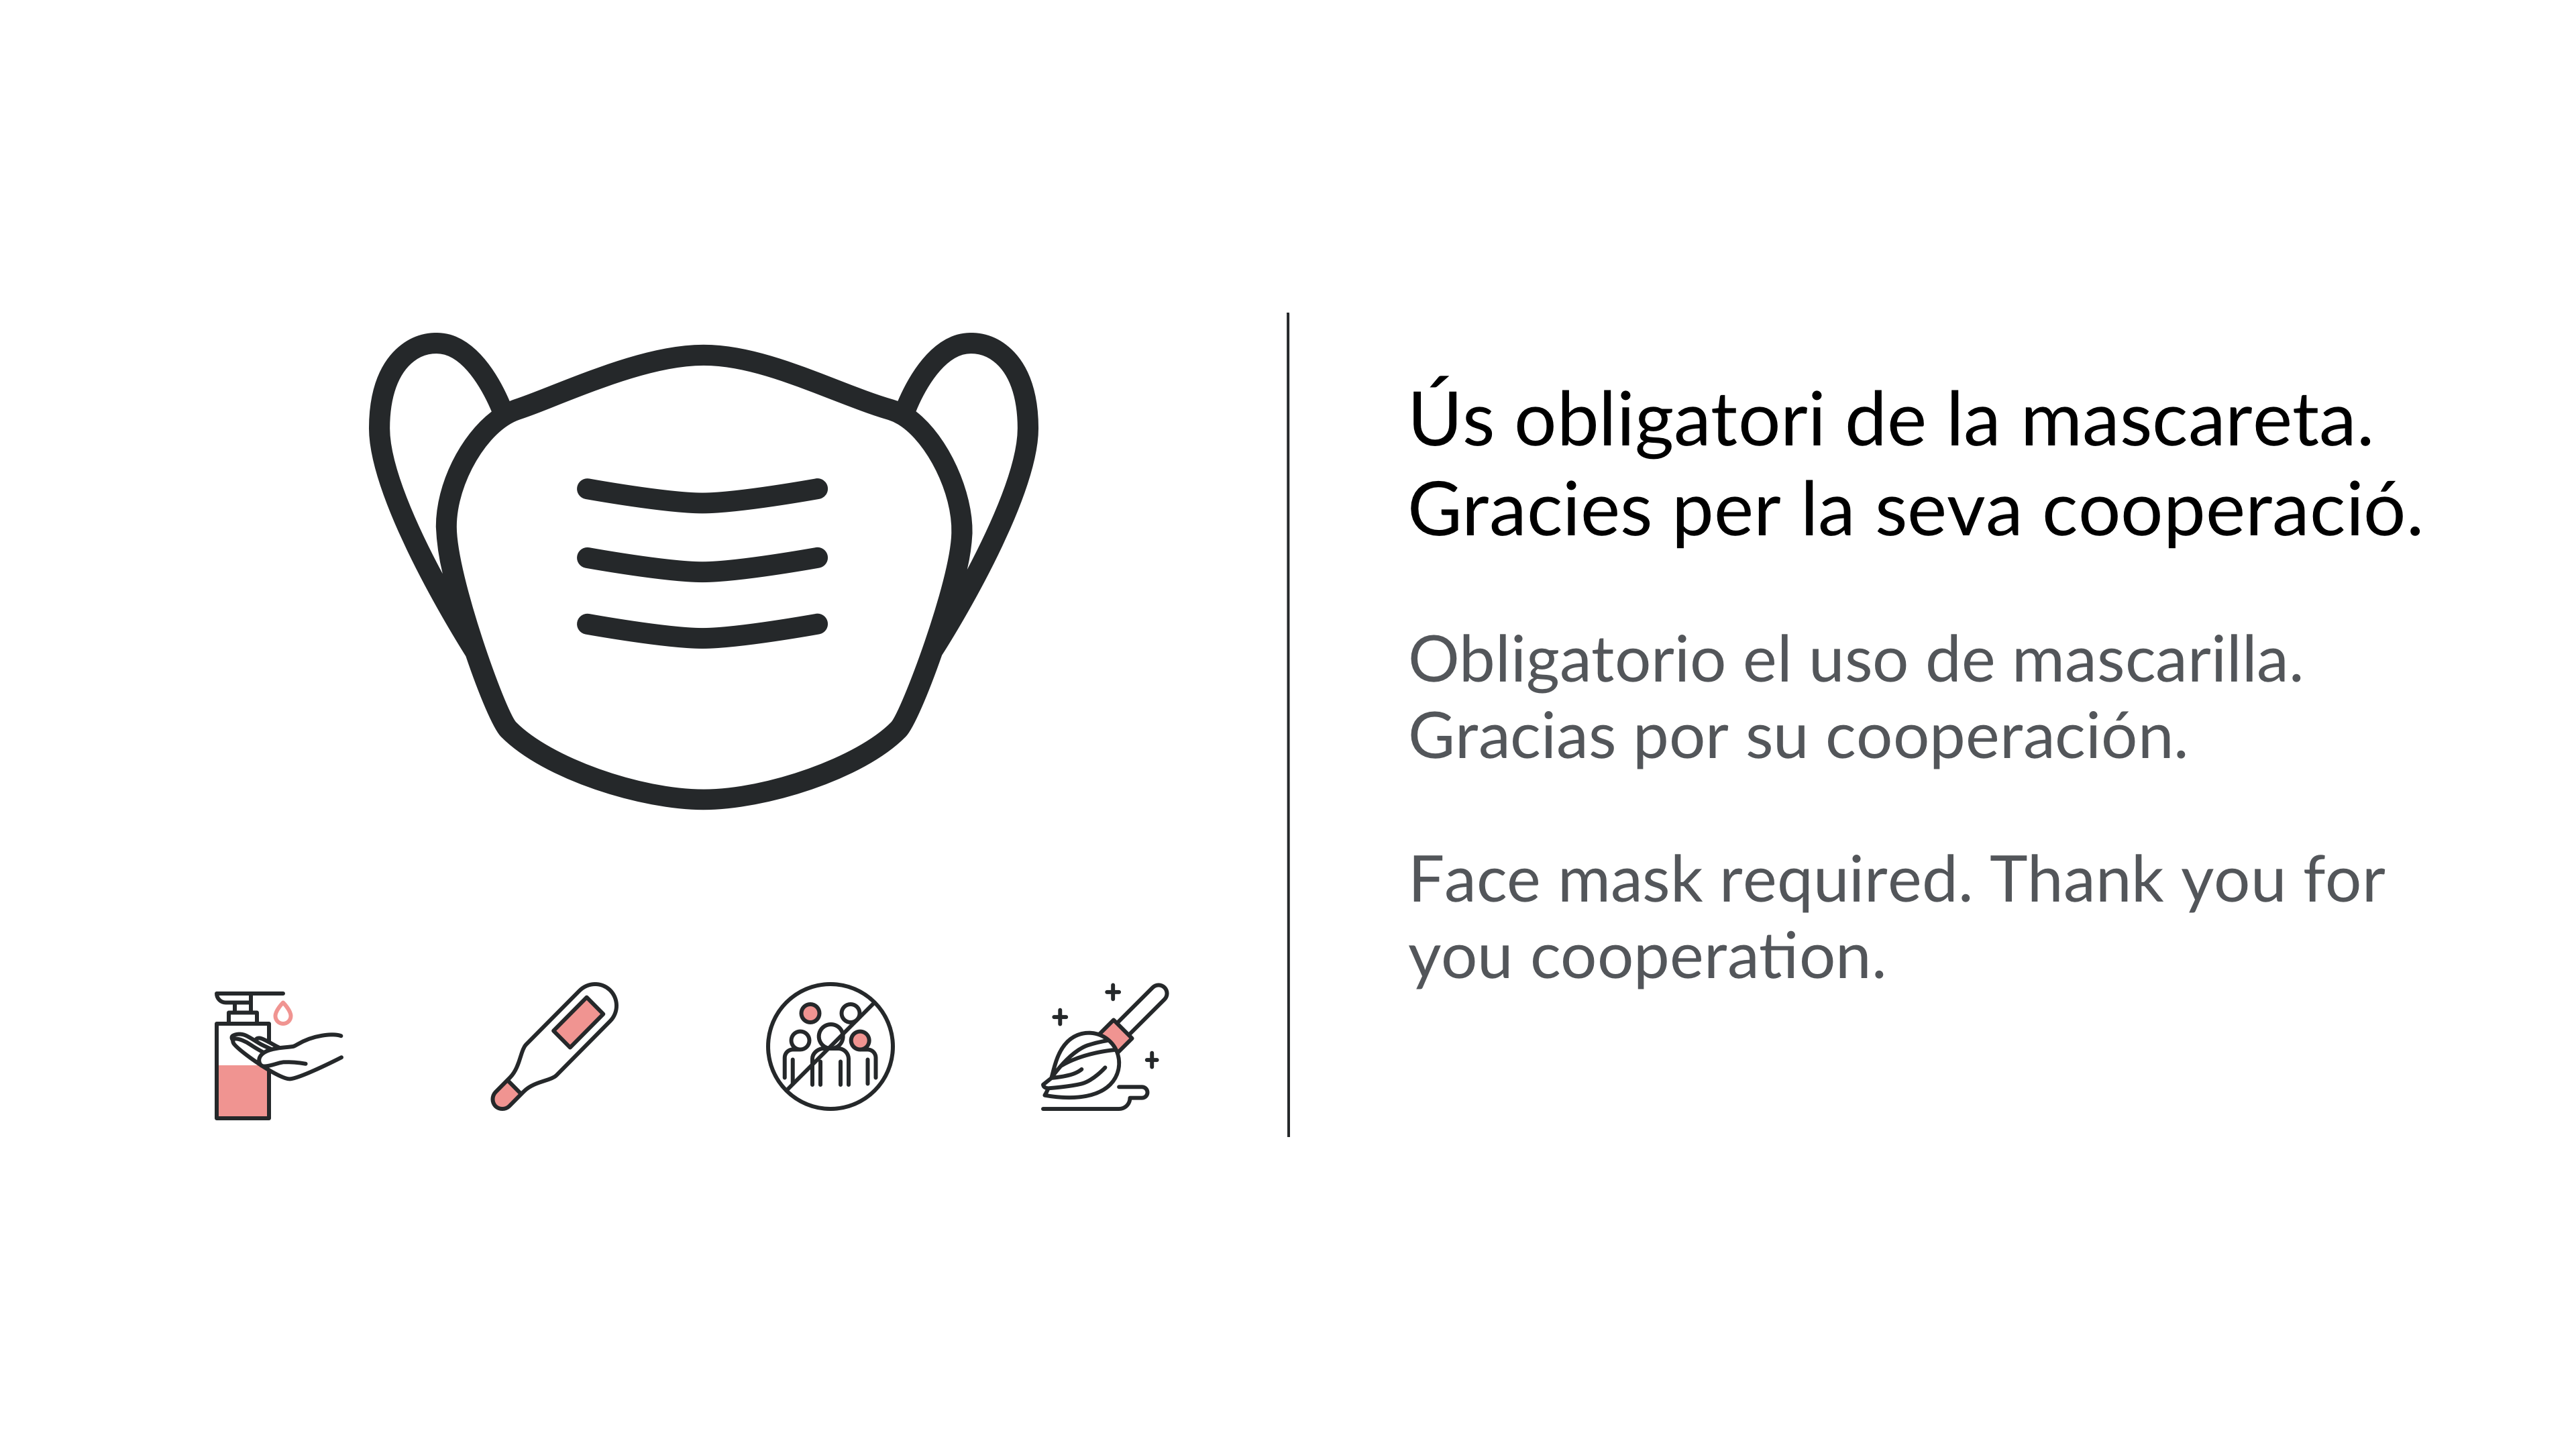 Ús obligatori de la mascareta.
Gracies per la seva cooperació.
Obligatorio el uso de mascarilla.
Gracias por su cooperación.
Face mask required. Thank you for
you cooperation.